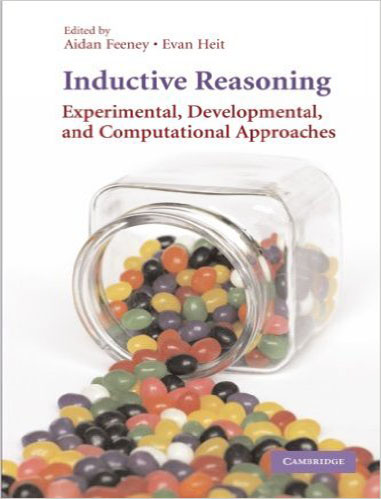 Edited by
Aidan Feeney • Evan Heit
Inductive Reasoning
Experimental, Developmental,
and Computational Approaches
CAMBRIDGE